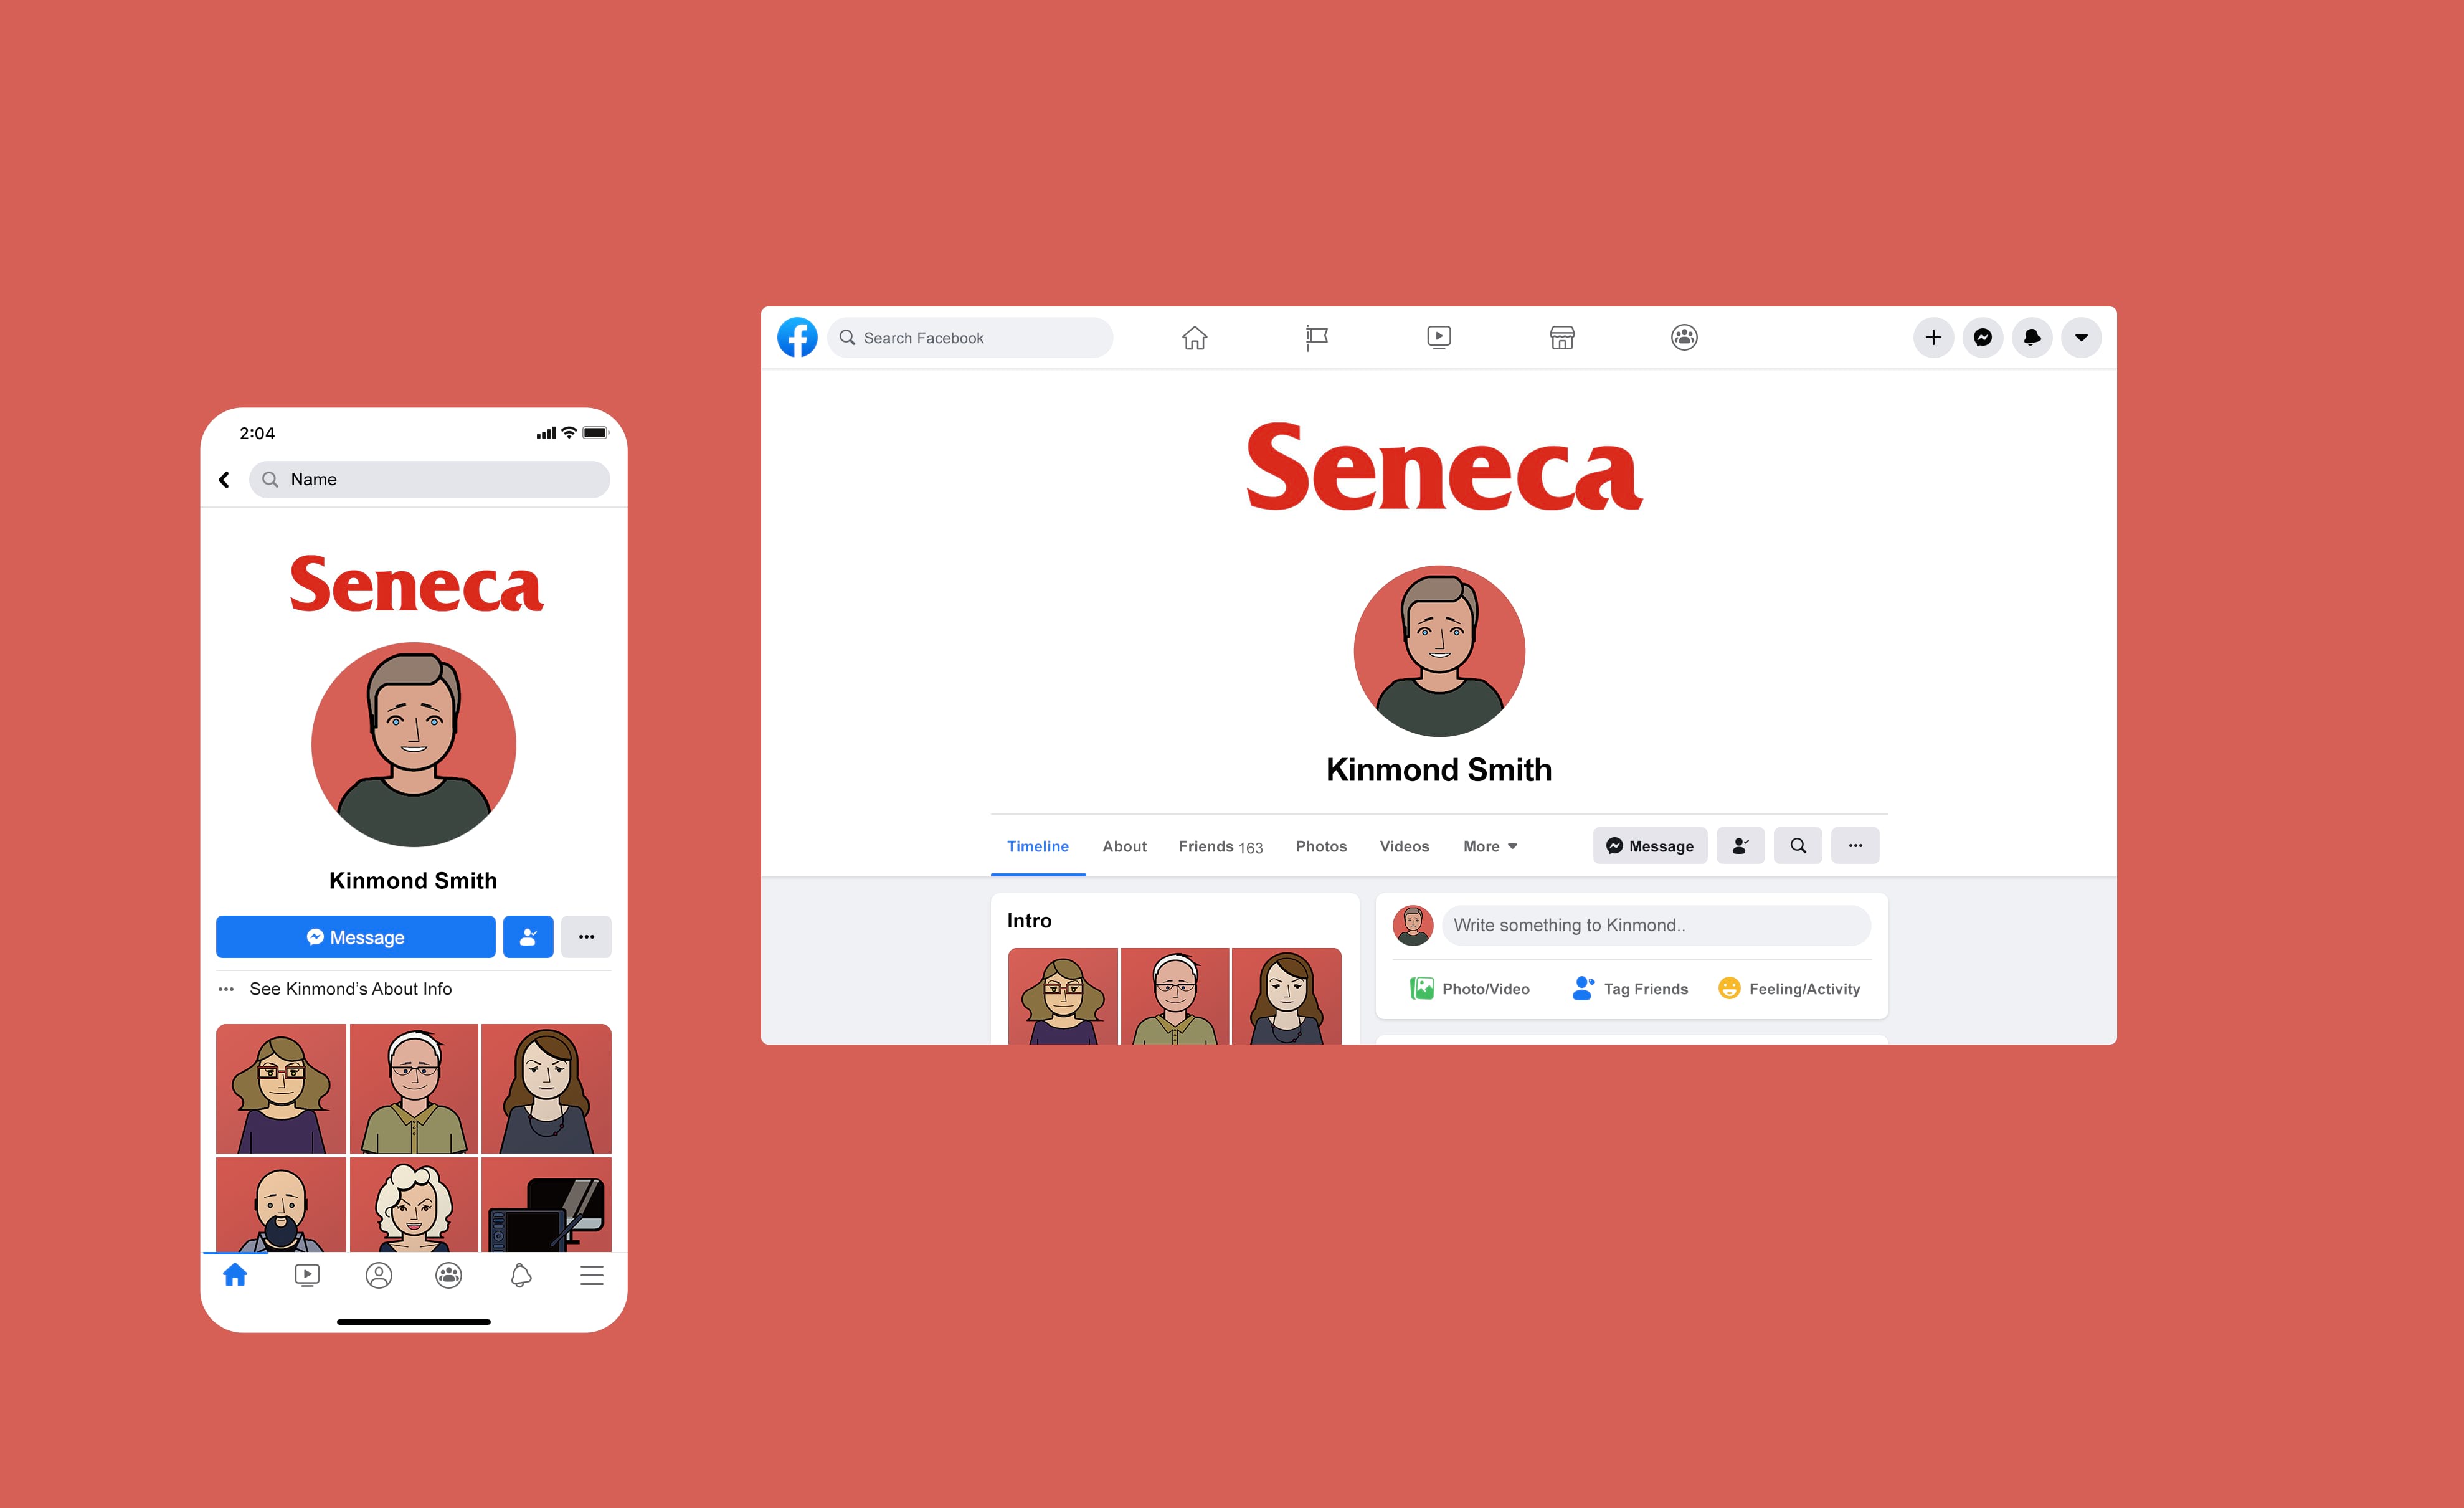 2:04
Name
Seneca
Kinmond Smith
Message
See Kinmond's About Info
Search Facebook
Seneca
Kinmond Smith
Timeline About Friends 163 Photos Videos More Message
Intro
Write something to Kinmond..
Photo/Video Tag Friends Feeling/Activity